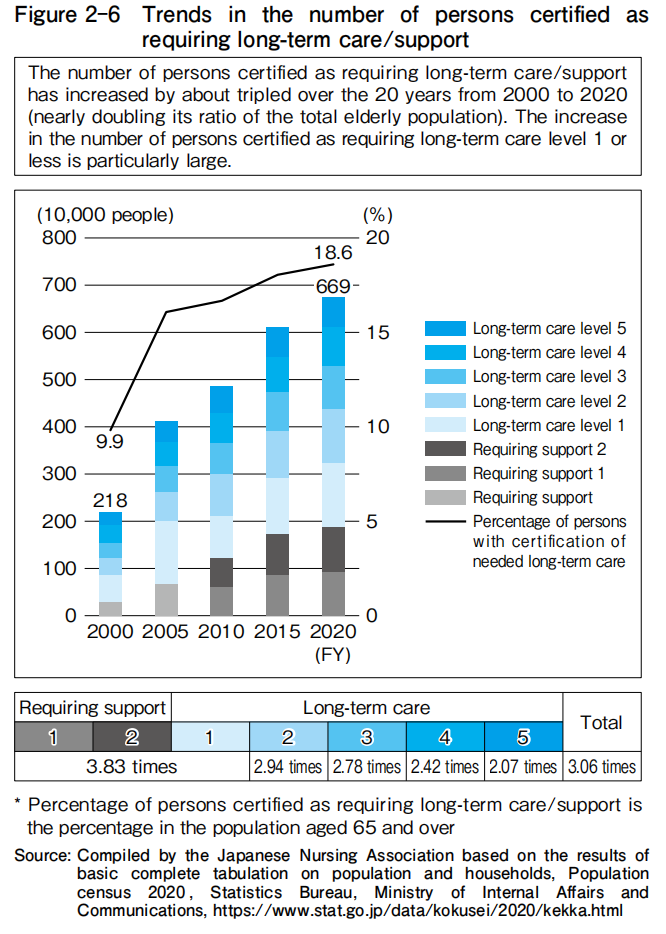 Figure 2-6 Trends in the number of persons certified as
requiring long-term care/support
The number of persons certified as requiring long-term care/support
has increased by about tripled over the 20 years from 2000 to 2020
(nearly doubling its ratio of the total elderly population). The increase
in the number of persons certified as requiring long-term care level 1 or
less is particularly large.
(10,000 people)
(%)
800
700
600
500
400
300
200
100
0
20
15
10
5
0
9.9
218
18.6
669
2000
2005
2010
2015
2020
(FY)
Long-term care level 5
Long-term care level 4
Long-term care level 3
Long-term care level 2
Long-term care level 1
Requiring support 2
Requiring support 1
Requiring support
Percentage of persons
with certification of
needed long-term care
Requiring support Long-term care Total
1 2 1 2 3 4 5
3.83 times 2.94 times 2.78 times 2.42 times 2.07 times 3.06 times
* Percentage of persons certified as requiring long-term care/support is
the percentage in the population aged 65 and over
Source: Compiled by the Japanese Nursing Association based on the results of
basic complete tabulation on population and households, Population
census 2020, Statistics Bureau, Ministry of Internal Affairs and
Communications, https://www.stat.go.jp/data/kokusei/2020/kekka.html